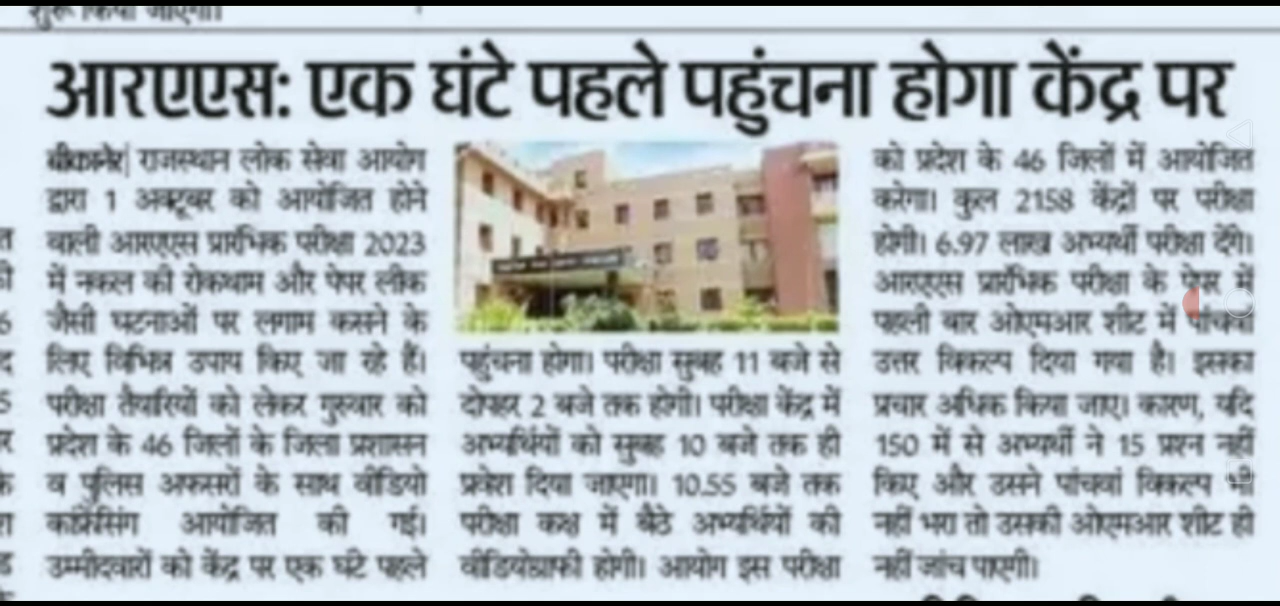 शुरू किया जाएगा।
आरएएस: एक घंटे पहले पहुंचना होगा केंद्र पर
बीकानेर| राजस्थान लोक सेवा आयोग
द्वारा 1 अक्टूबर को आयोजित होने
वाली आरएएस प्रारंभिक परीक्षा 2023
में नकल की रोकथाम और पेपर लीक
जैसी घटनाओं पर लगाम कसने के
लिए विभिन्न उपाय किए जा रहे हैं।
परीक्षा तैयारियों को लेकर गुरुवार को
प्रदेश के 46 जिलों के जिला प्रशासन
व पुलिस अफसरों के साथ वीडियो
कांफ्रेसिंग आयोजित की गई।
उम्मीदवारों को केंद्र पर एक घंटे पहले
पहुंचना होगा। परीक्षा सुबह 11 बजे से
दोपहर 2 बजे तक होगी। परीक्षा केंद्र में
अभ्यर्थियों को सुबह 10 बजे तक ही
प्रवेश दिया जाएगा। 10.55 बजे तक
परीक्षा कक्ष में बैठे अभ्यर्थियों की
वीडियोग्राफी होगी। आयोग इस परीक्षा
को प्रदेश के 46 जिलों में आयोजित
करेगा। कुल 2158 केंद्रों पर परीक्षा
होगी। 6.97 लाख अभ्यर्थी परीक्षा देंगे।
आरएएस प्रारंभिक परीक्षा के पेपर में
पहली बार ओएमआर शीट में पांचवा
उत्तर विकल्प दिया गया है। इसका
प्रचार अधिक किया जाए। कारण, यदि
150 में से अभ्यर्थी ने 15 प्रश्न नहीं
किए और उसने पांचवां विकल्प भी
नहीं भरा तो उसकी ओएमआर शीट ही
नहीं जांच पाएगी।